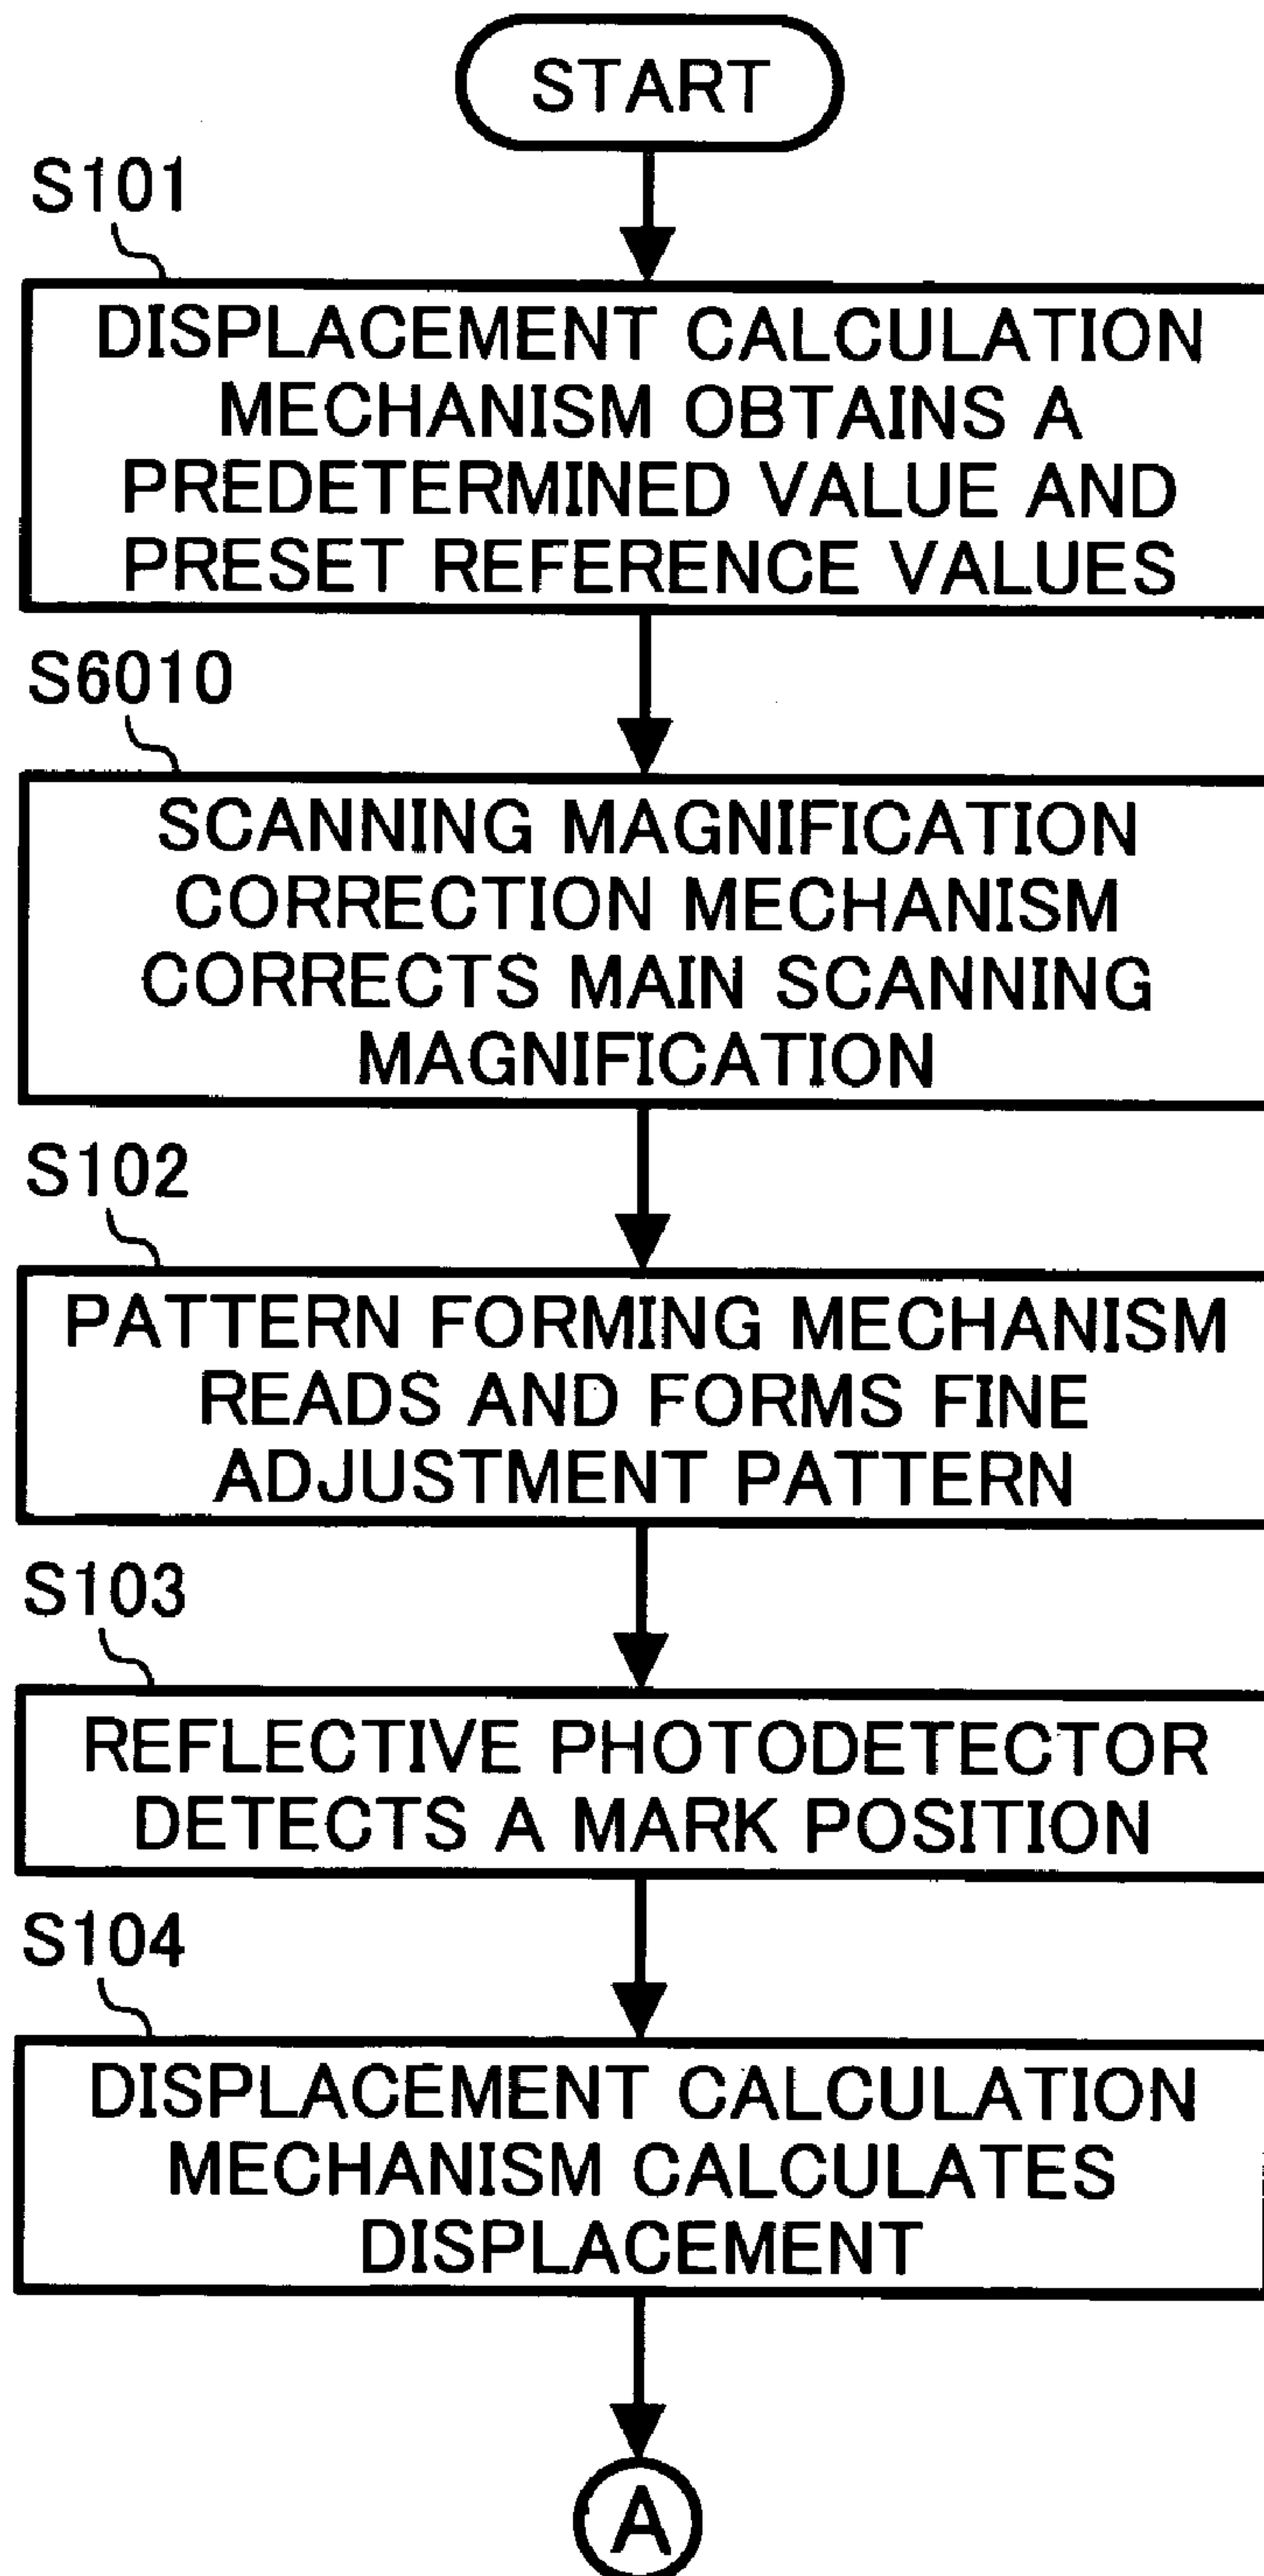 START
S101
DISPLACEMENT CALCULATION
MECHANISM OBTAINS A
PREDETERMINED VALUE AND
PRESET REFERENCE VALUES
S6010
SCANNING MAGNIFICATION
CORRECTION MECHANISM
CORRECTS MAIN SCANNING
MAGNIFICATION
S102
PATTERN FORMING MECHANISM
READS AND FORMS FINE
ADJUSTMENT PATTERN
S103
REFLECTIVE PHOTODETECTOR
DETECTS A MARK POSITION
S104
DISPLACEMENT CALCULATION
MECHANISM CALCULATES
DISPLACEMENT
A